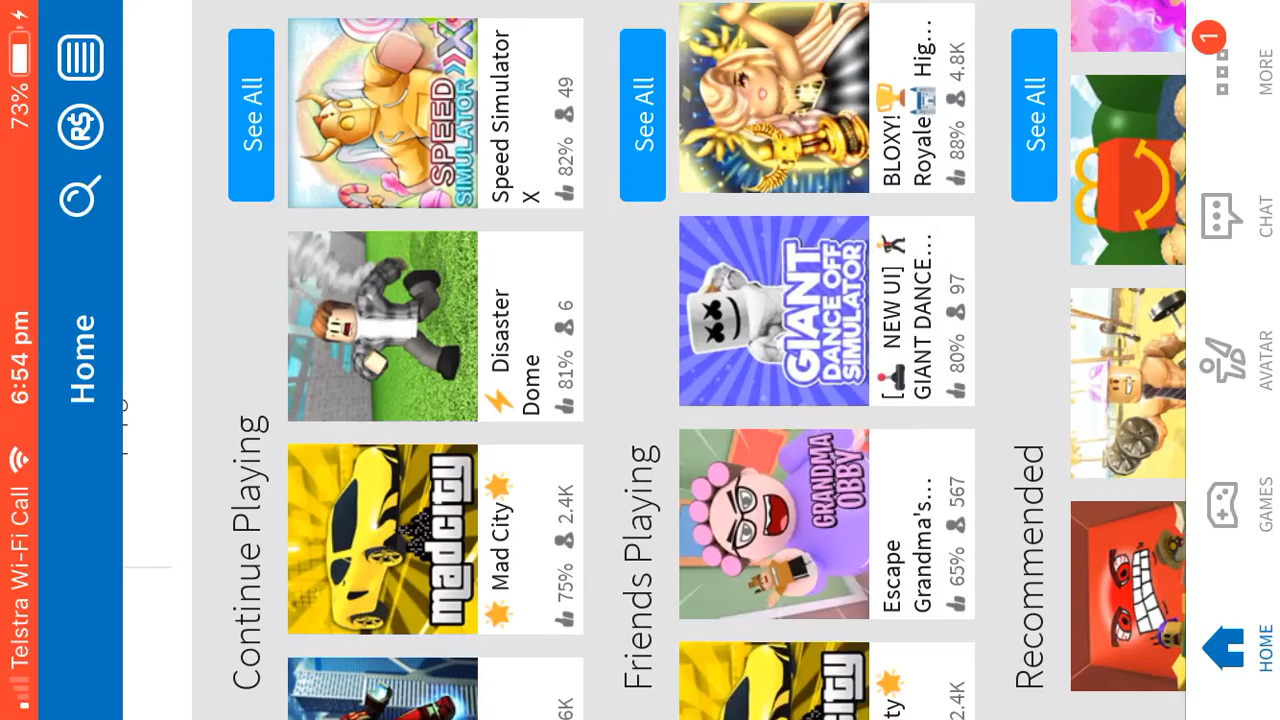 Telstra Wi-Fi Call 6:54 pm 73%
Home
Continue Playing See All
6K
MADCITY
🌟 Mad City 🌟
75% 2.4K
⚡ Disaster
Dome
81% 6
SPEED
SIMULATOR X
Speed Simulator
X
82% 49
Friends Playing See All
2.4K
GRANDMA
OBBY
Escape
Grandma's...
65% 567
GIANT
DANCE OFF
SIMULATOR
[🕹️ NEW UI] 🕺
GIANT DANCE...
80% 97
BLOXY!🏆
Royale🏰 Hig...
88% 4.8K
Recommended See All
HOME GAMES AVATAR CHAT MORE
1